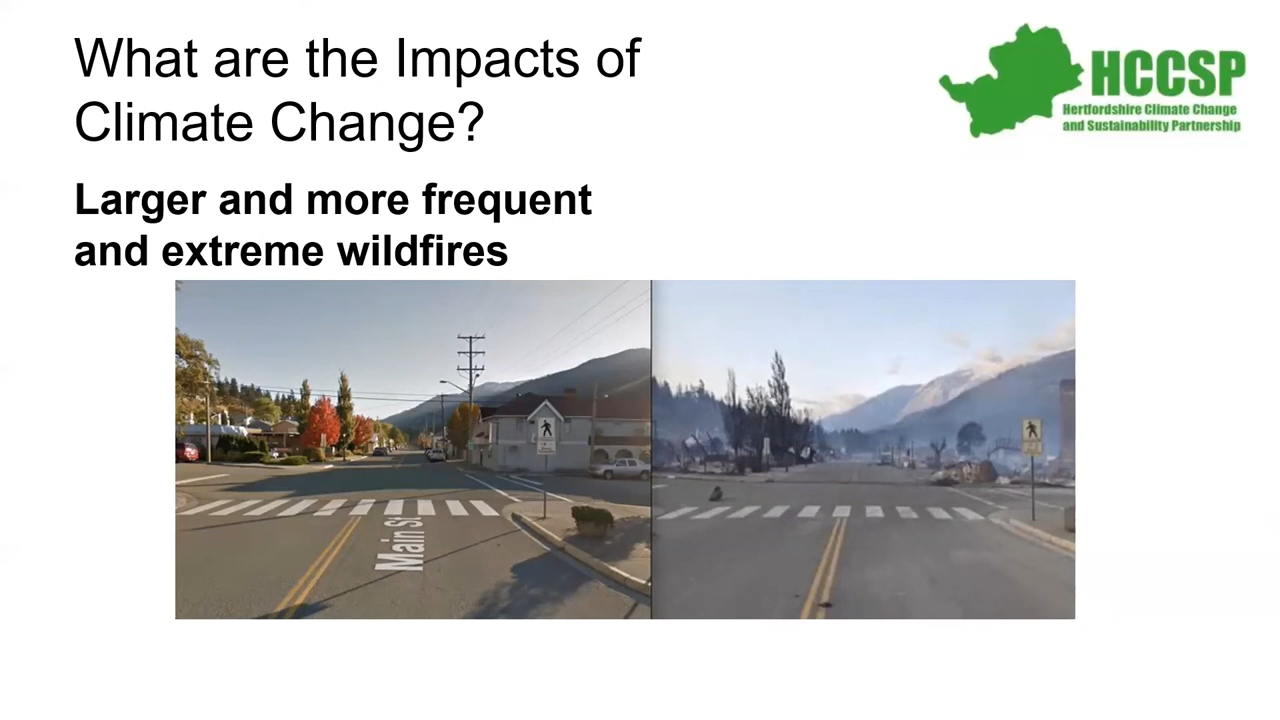 What are the Impacts of
Climate Change?
HCCSP
Hertfordshire Climate Change
and Sustainability Partnership
Larger and more frequent
and extreme wildfires
Main St